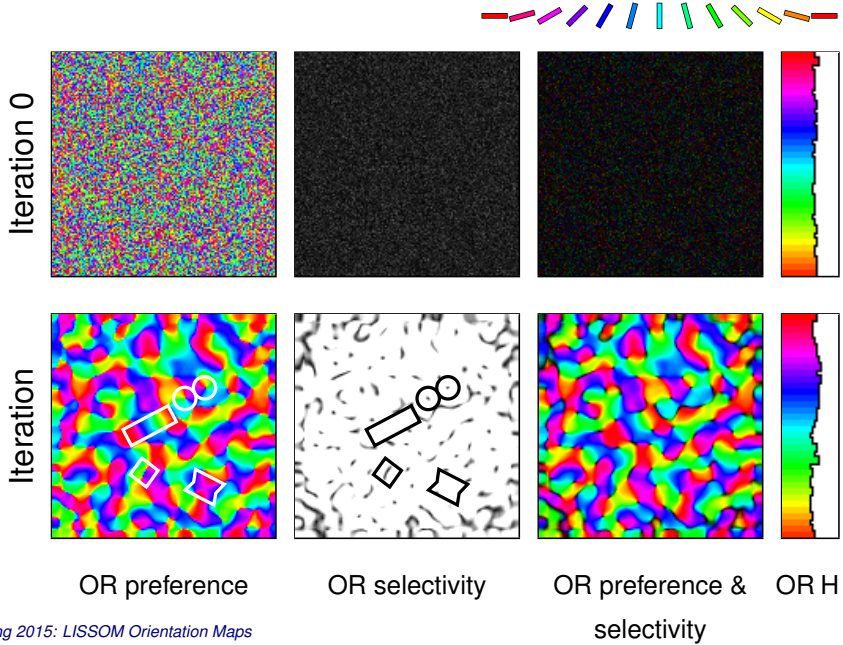 Iteration 0
Iteration
OR preference
OR selectivity
OR preference &
selectivity
OR H
2015: LISSOM Orientation Maps